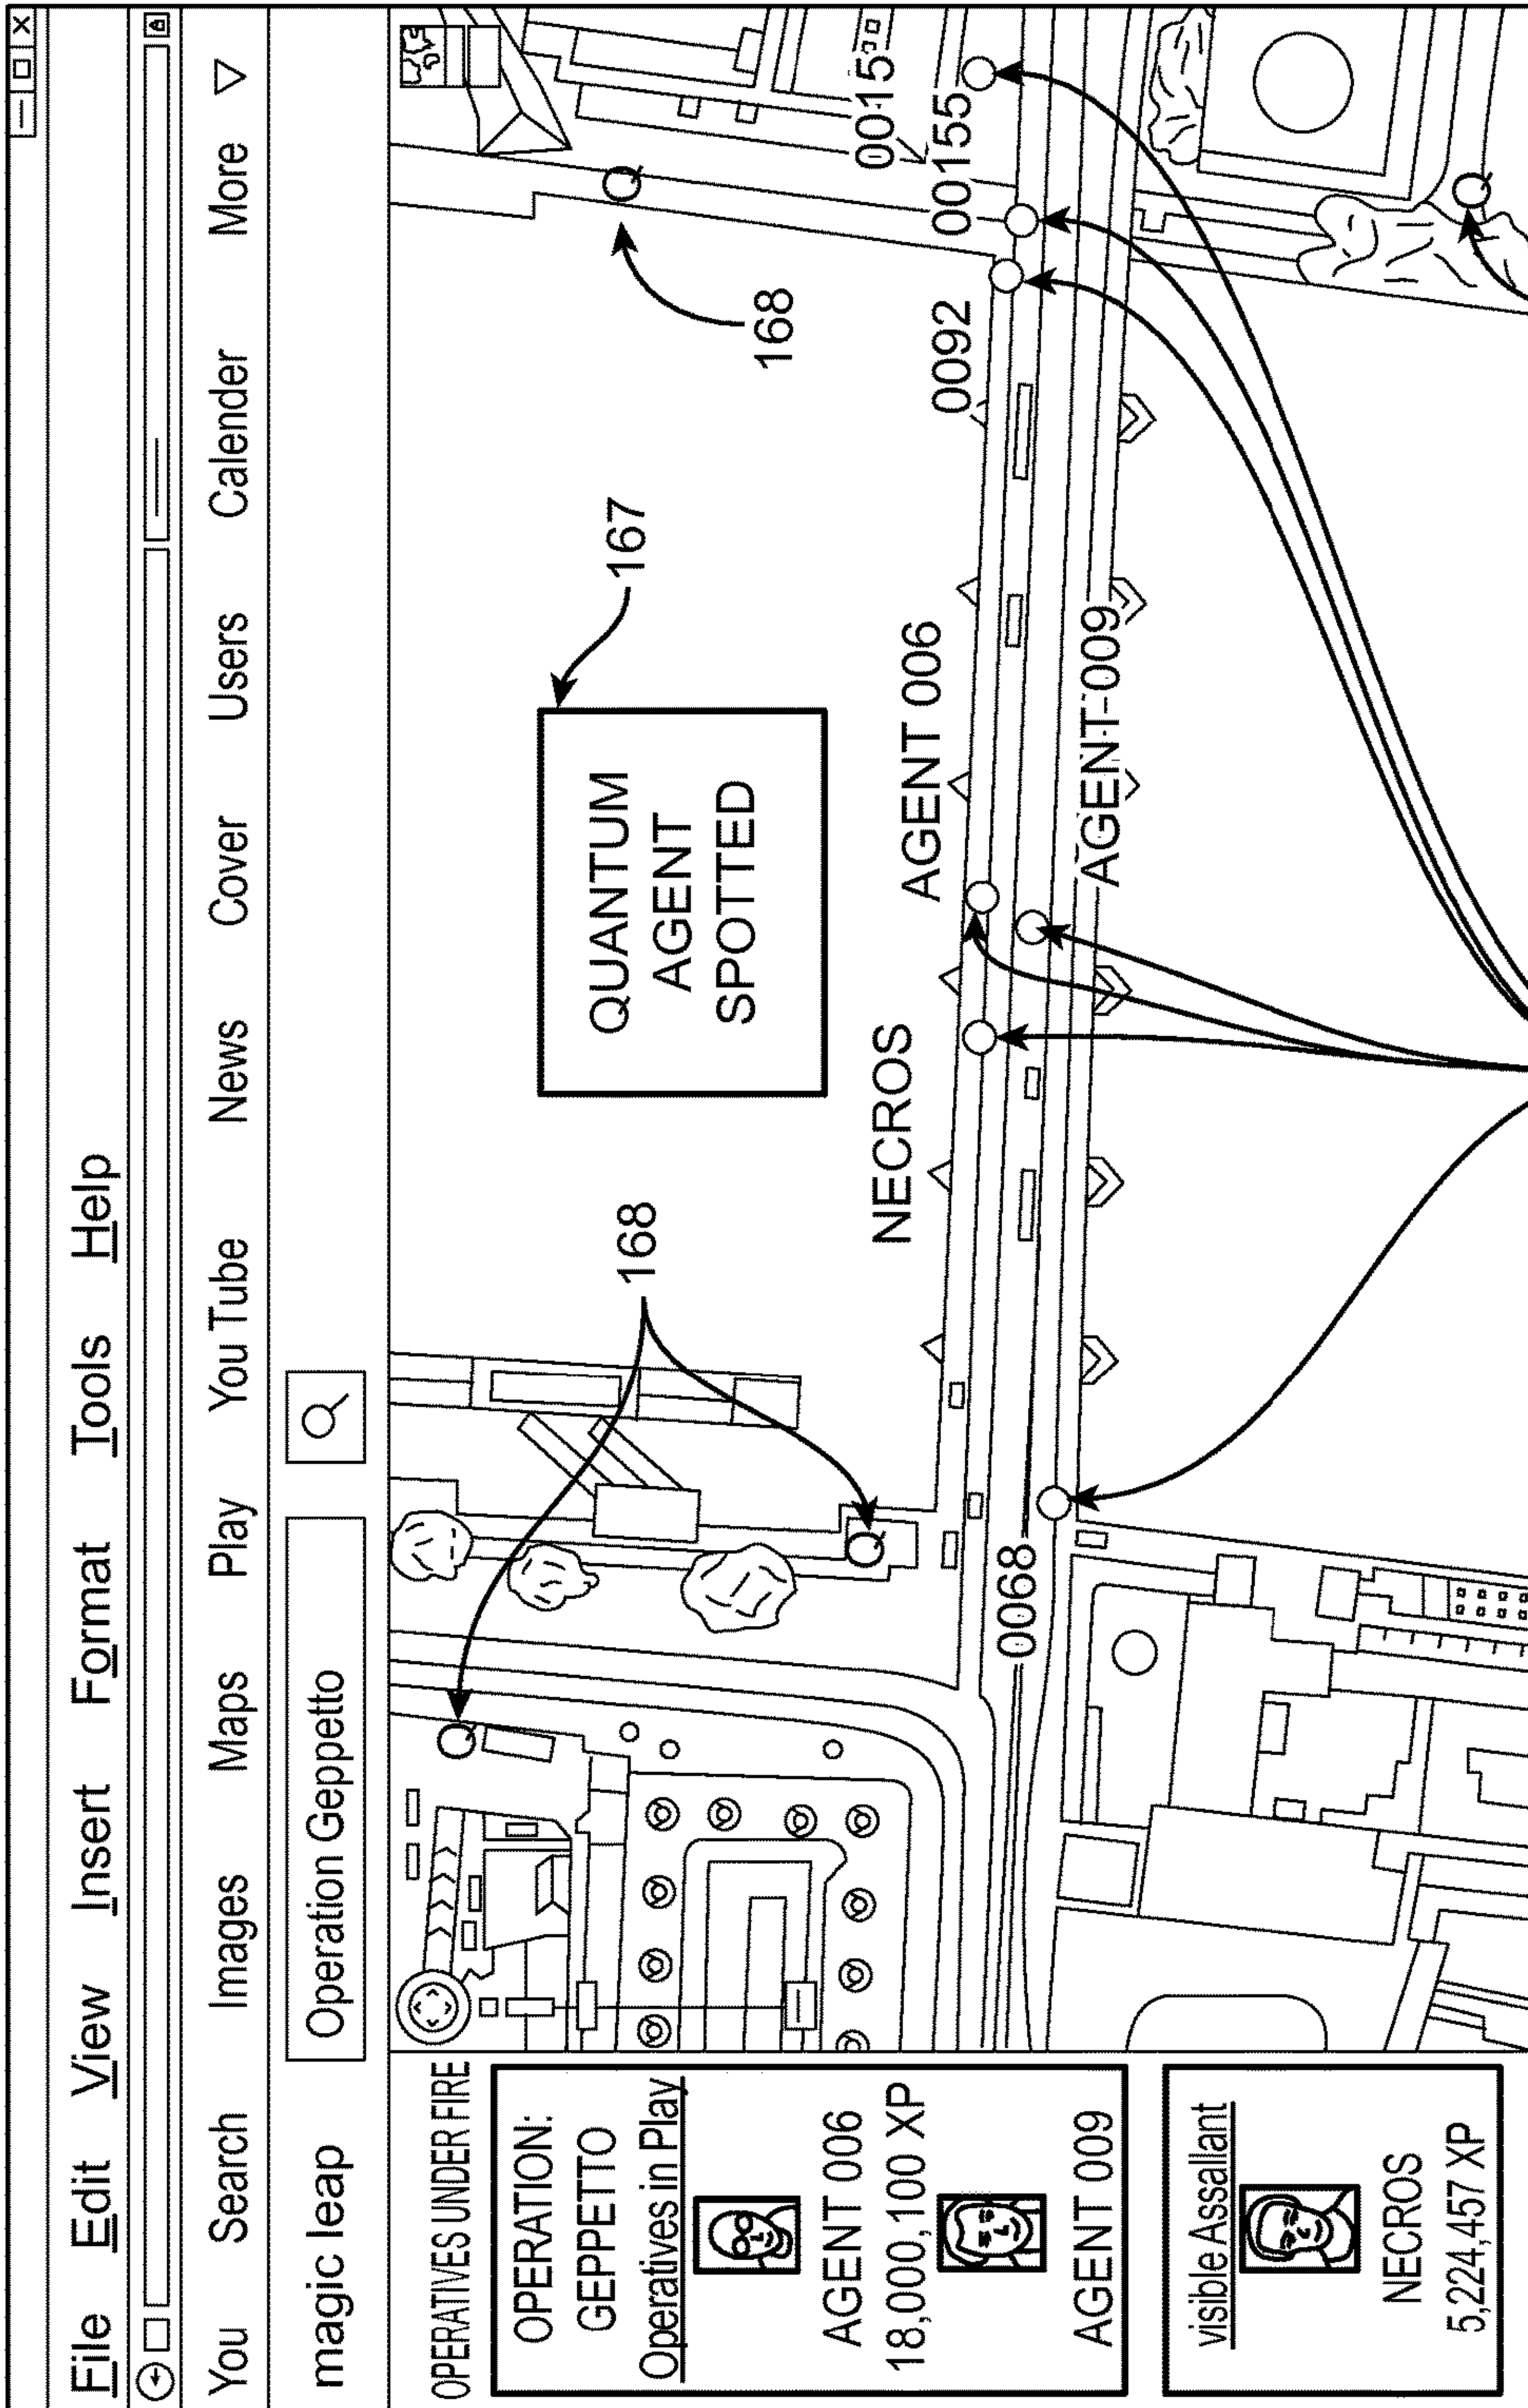 File Edit View Insert Format Tools Help
You Search Images Maps Play You Tube News Cover Users Calender More
magic leap
Operation Geppetto
OPERATIVES UNDER FIRE
OPERATION:
GEPPETTO
Operatives in Play
AGENT 006
18,000,100 XP
AGENT 009
visible Assallant
NECROS
5,224,457 XP
168
168
167
QUANTUM
AGENT
SPOTTED
NECROS
AGENT 006
AGENT 009
0068
0092
00155
0015